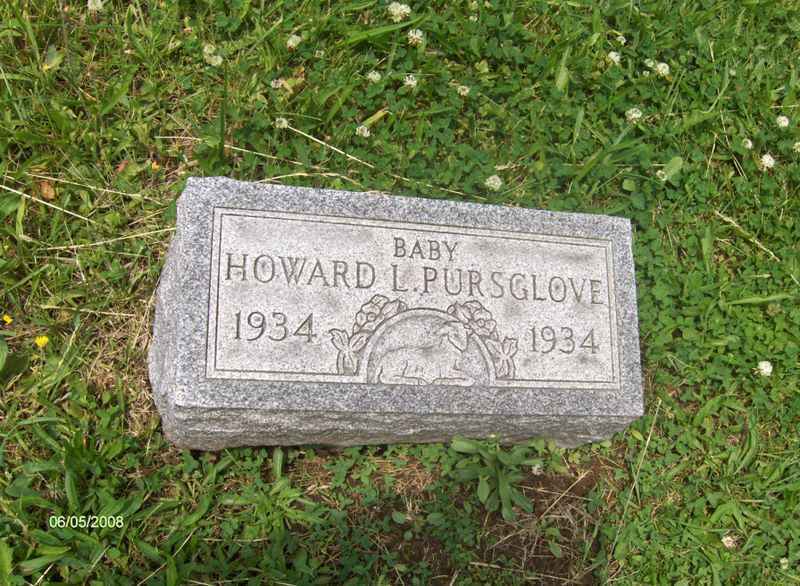 BABY
HOWARD L. PURSGLOVE
1934 1934
06/05/2008